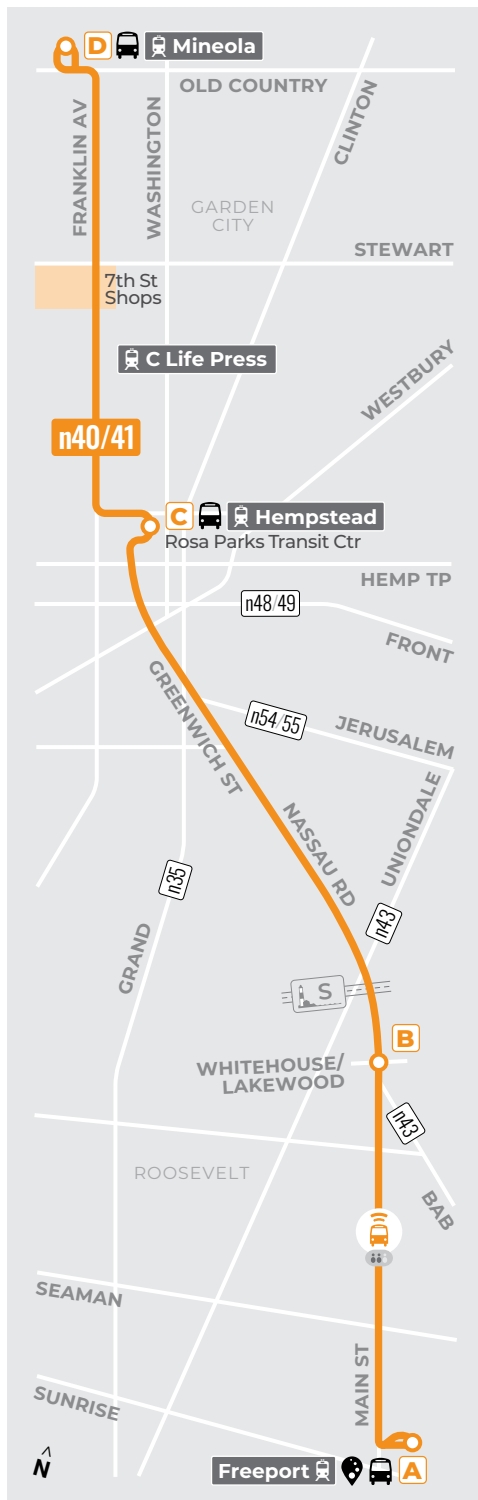 D Mineola
OLD COUNTRY
FRANKLIN AV
WASHINGTON
CLINTON
GARDEN
CITY
STEWART
7th St
Shops
C Life Press
WESTBURY
n40/41
C Hempstead
Rosa Parks Transit Ctr
HEMP TP
n48/49
FRONT
GREENWICH ST
n54/55
JERUSALEM
NASSAU RD
UNIONDALE
n35
n43
GRAND
S
B
WHITEHOUSE/
LAKEWOOD
n43
ROOSEVELT
BAB
SEAMAN
MAIN ST
SUNRISE
N
Freeport A